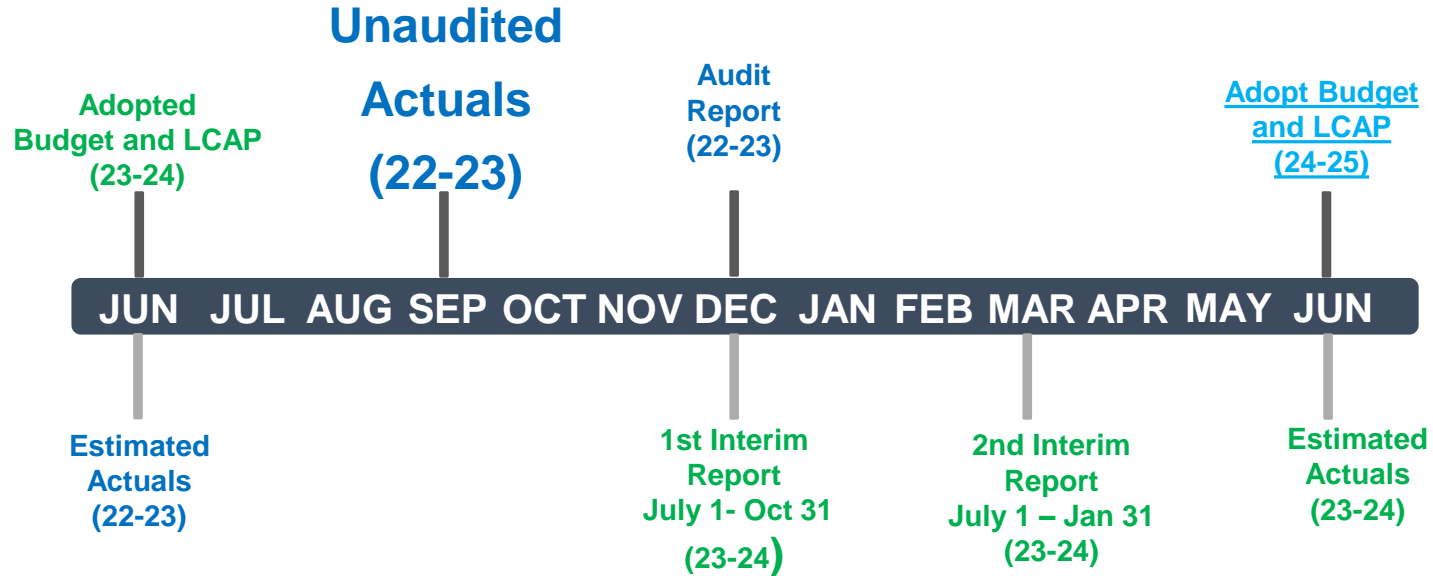 Unaudited
Actuals
(22-23)
Adopted
Budget and LCAP
(23-24)
Audit
Report
(22-23)
Adopt Budget
and LCAP
(24-25)
JUN JUL AUG SEP OCT NOV DEC JAN FEB MAR APR MAY JUN
Estimated
Actuals
(22-23)
1st Interim
Report
July 1- Oct 31
(23-24)
2nd Interim
Report
July 1 – Jan 31
(23-24)
Estimated
Actuals
(23-24)